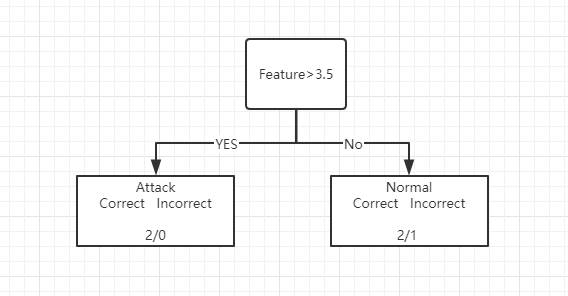 Feature>3.5
YES
No
Attack
Correct Incorrect
2/0
Normal
Correct Incorrect
2/1